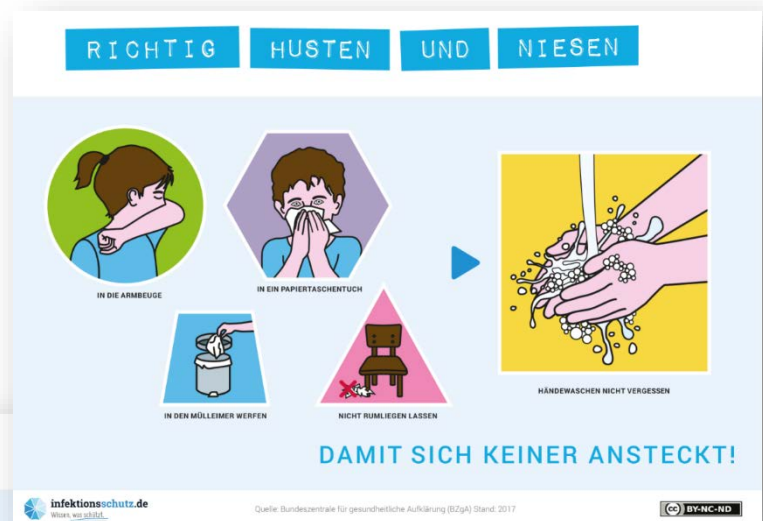 RICHTIG HUSTEN UND NIESEN
IN DIE ARMBEUGE
IN EIN PAPIERTASCHENTUCH
IN DEN MÜLLEIMER WERFEN
NICHT RUMLIEGEN LASSEN
HÄNDEWASCHEN NICHT VERGESSEN
DAMIT SICH KEINER ANSTECKT!
infektionsschutz.de
Wissen, was schützt.
Quelle: Bundeszentrale für gesundheitliche Aufklärung (BZgA) Stand: 2017
cc BY-NC-ND